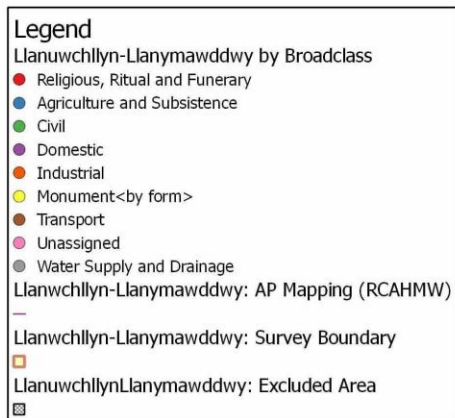 Legend
Llanuwchllyn-Llanymawddwy by Broadclass
Religious, Ritual and Funerary
Agriculture and Subsistence
Civil
Domestic
Industrial
Monument<by form>
Transport
Unassigned
Water Supply and Drainage
Llanwchllyn-Llanymawddwy: AP Mapping (RCAHMW)
Llanwchllyn-Llanymawddwy: Survey Boundary
LlanuwchllynLlanymawddwy: Excluded Area